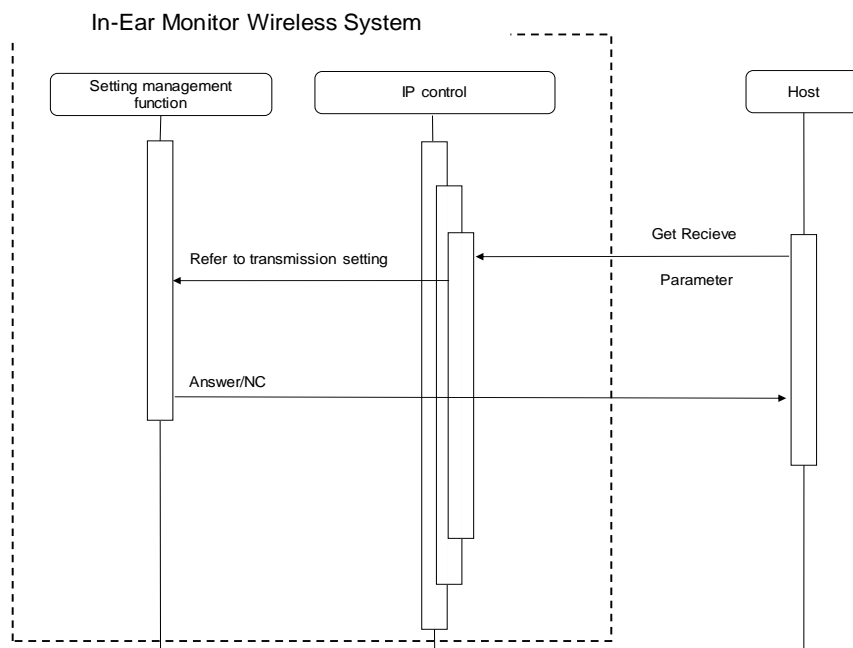 In-Ear Monitor Wireless System
Setting management
function
IP control
Host
Get Recieve
Refer to transmission setting
Parameter
Answer/NC